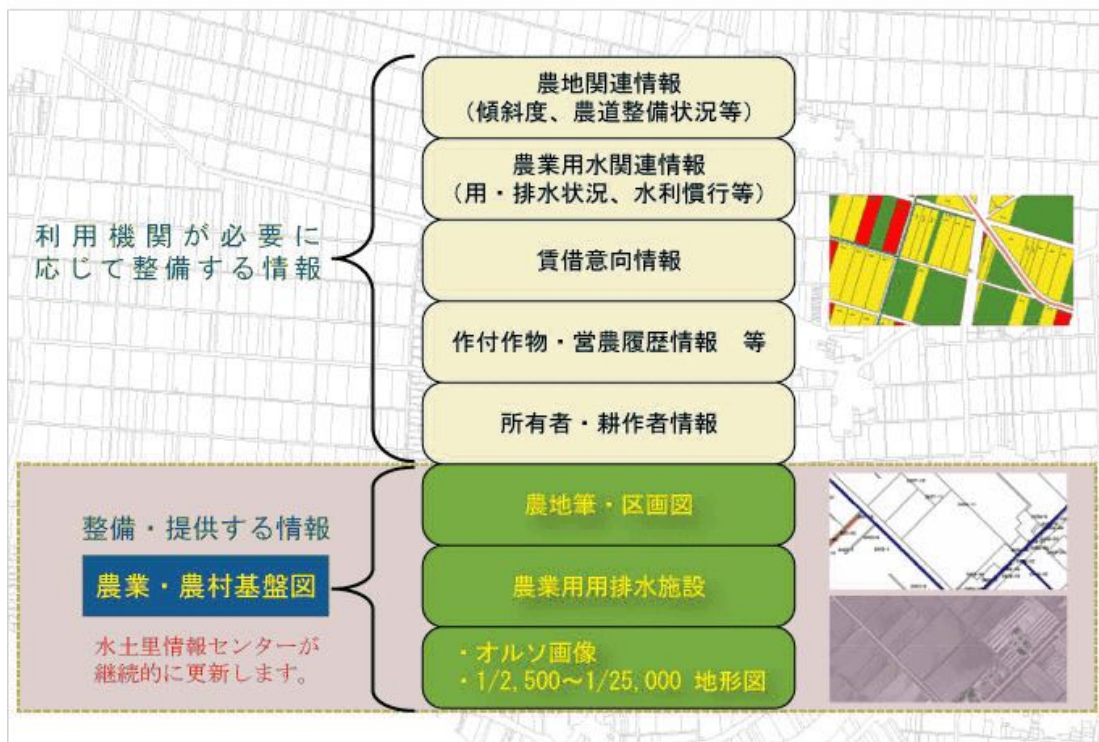 農地関連情報
（傾斜度、農道整備状況等）
農業用水関連情報
（用・排水状況、水利慣行等）
利用機関が必要に
応じて整備する情報
賃借意向情報
作付作物・営農履歴情報　等
所有者・耕作者情報
整備・提供する情報
農業・農村基盤図
水土里情報センターが
継続的に更新します。
農地筆・区画図
農業用用排水施設
・オルソ画像
・1/2,500～1/25,000 地形図